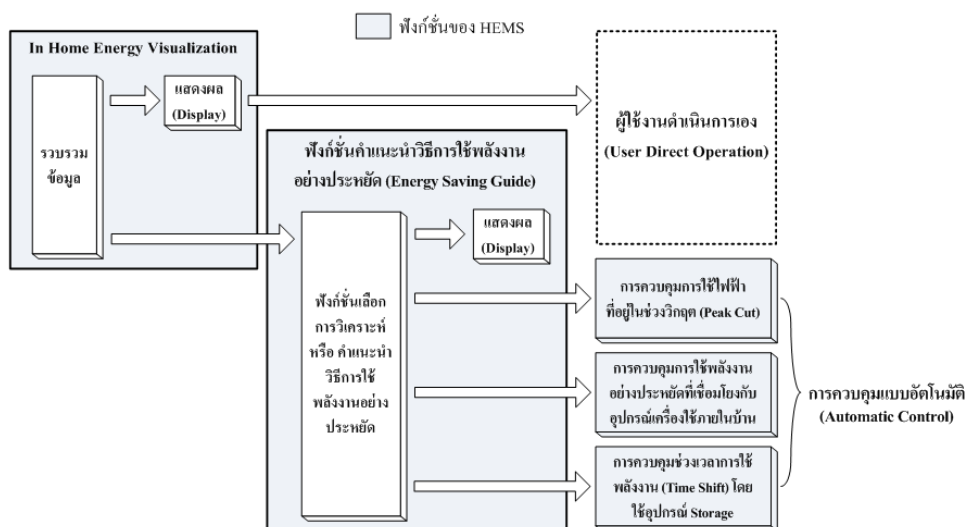 ฟังก์ชั่นของ HEMS
In Home Energy Visualization
รวบรวม
ข้อมูล
แสดงผล
(Display)
ผู้ใช้งานดำเนินการเอง
(User Direct Operation)
ฟังก์ชั่นคำแนะนำวิธีการใช้พลังงาน
อย่างประหยัด (Energy Saving Guide)
ฟังก์ชั่นเลือก
การวิเคราะห์
หรือ คำแนะนำ
วิธีการใช้
พลังงานอย่าง
ประหยัด
แสดงผล
(Display)
การควบคุมการใช้ไฟฟ้า
ที่อยู่ในช่วงวิกฤต (Peak Cut)
การควบคุมการใช้พลังงาน
อย่างประหยัดที่เชื่อมโยงกับ
อุปกรณ์เครื่องใช้ภายในบ้าน
การควบคุมช่วงเวลาการใช้
พลังงาน (Time Shift) โดย
ใช้อุปกรณ์ Storage
การควบคุมแบบอัตโนมัติ
(Automatic Control)